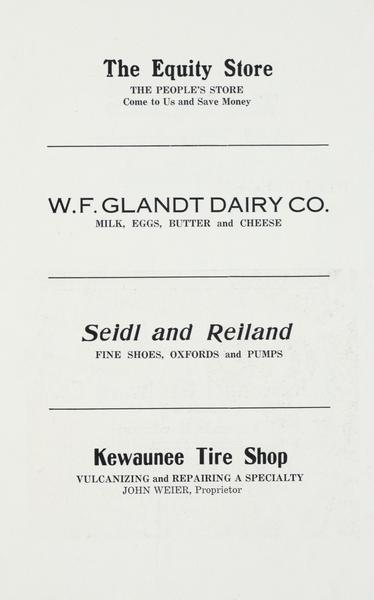 The Equity Store
THE PEOPLE'S STORE
Come to Us and Save Money
W.F. GLANDT DAIRY CO.
MILK, EGGS, BUTTER and CHEESE
Seidl and Reiland
FINE SHOES, OXFORDS and PUMPS
Kewaunee Tire Shop
VULCANIZING and REPAIRING A SPECIALTY
JOHN WEIER, Proprietor